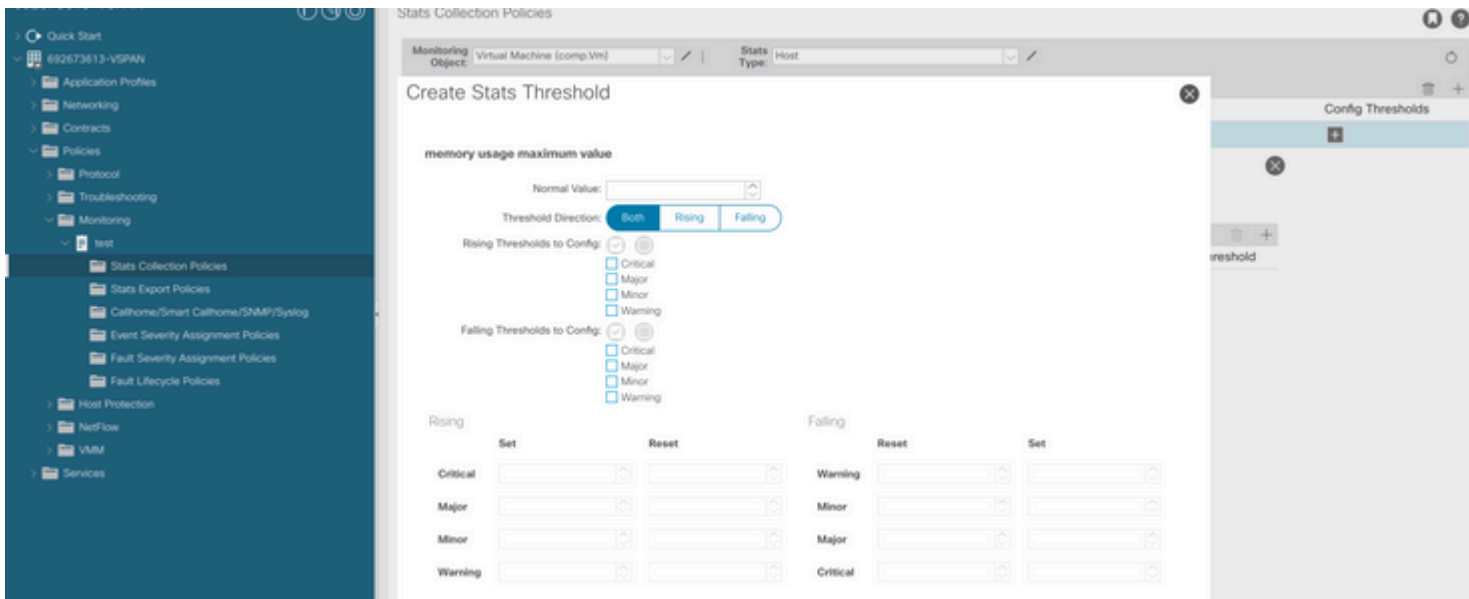 Quick Start
692673613-VSPAN
Application Profiles
Networking
Contracts
Policies
Protocol
Troubleshooting
Monitoring
test
Stats Collection Policies
Stats Export Policies
Callhome/Smart Callhome/SNMP/Syslog
Event Severity Assignment Policies
Fault Severity Assignment Policies
Fault Lifecycle Policies
Host Protection
NetFlow
VMM
Services
Stats Collection Policies
Monitoring Object: Virtual Machine (comp.Vm) Stats Type: Host
Config Thresholds
Create Stats Threshold
memory usage maximum value
Normal Value:
Threshold Direction: Both Rising Falling
Rising Thresholds to Config:
Critical
Major
Minor
Warning
Falling Thresholds to Config:
Critical
Major
Minor
Warning
Rising Falling
Set Reset Reset Set
Critical Warning
Major Minor
Minor Major
Warning Critical
reshold